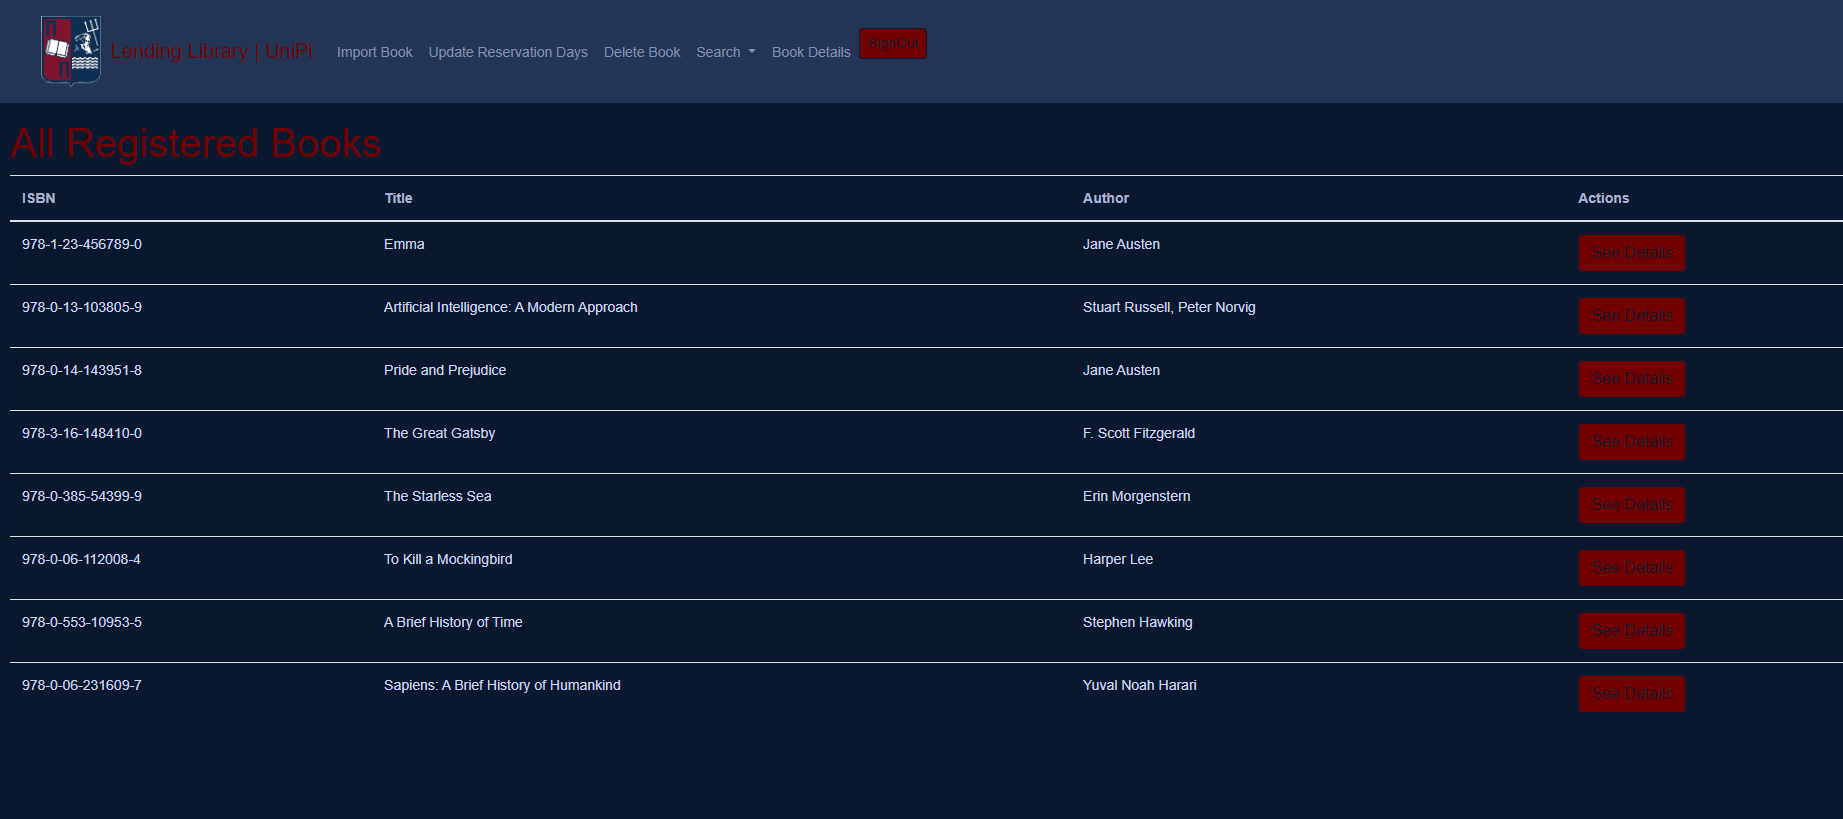 Lending Library | UniPi Import Book Update Reservation Days Delete Book Search Book Details SignOut
All Registered Books
ISBN Title Author Actions
978-1-23-456789-0 Emma Jane Austen See Details
978-0-13-103805-9 Artificial Intelligence: A Modern Approach Stuart Russell, Peter Norvig See Details
978-0-14-143951-8 Pride and Prejudice Jane Austen See Details
978-3-16-148410-0 The Great Gatsby F. Scott Fitzgerald See Details
978-0-385-54399-9 The Starless Sea Erin Morgenstern See Details
978-0-06-112008-4 To Kill a Mockingbird Harper Lee See Details
978-0-553-10953-5 A Brief History of Time Stephen Hawking See Details
978-0-06-231609-7 Sapiens: A Brief History of Humankind Yuval Noah Harari See Details